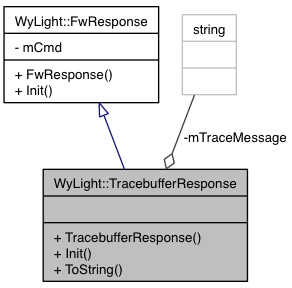 WyLight::FwResponse
- mCmd
+ FwResponse()
+ Init()
string
-mTraceMessage
WyLight::TracebufferResponse
+ TracebufferResponse()
+ Init()
+ ToString()